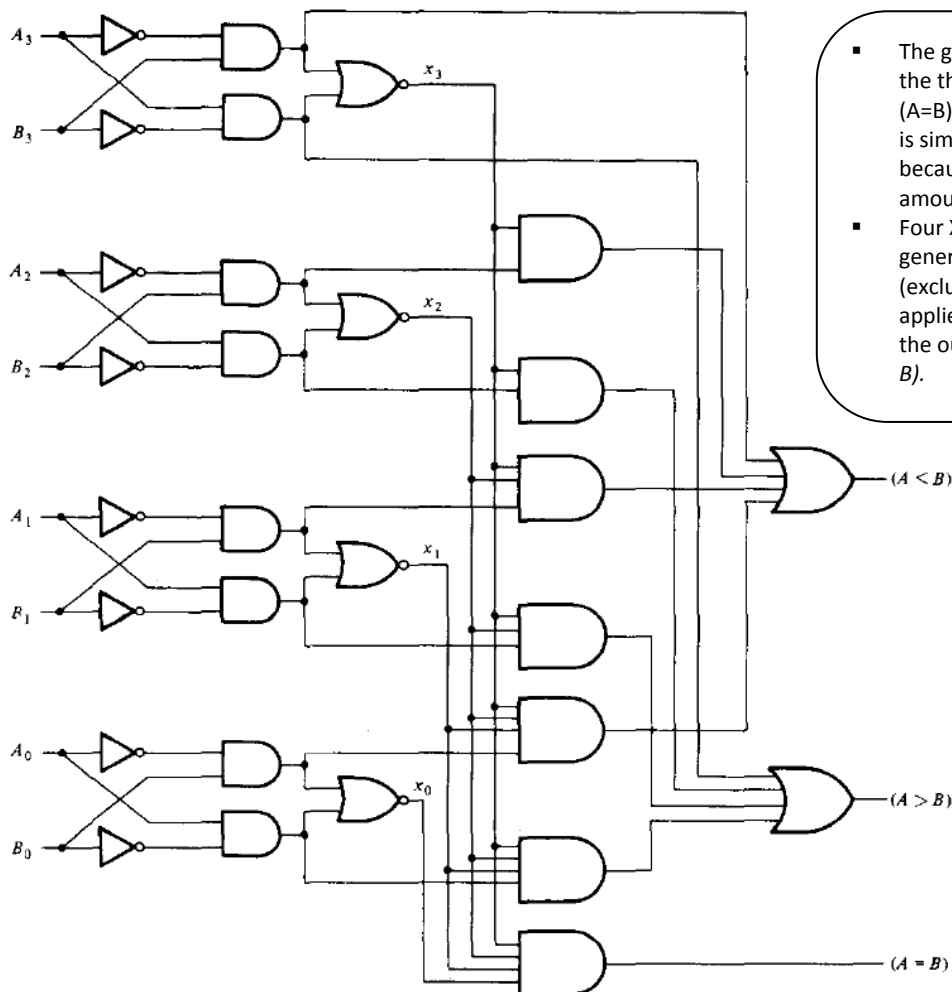 A3
B3
x3
A2
B2
x2
A1
B1
x1
A0
B0
x0
(A < B)
(A > B)
(A = B)
▪ The g
the th
(A=B)
is sim
becau
amou
▪ Four X
gener
(exclu
applie
the ou
B).